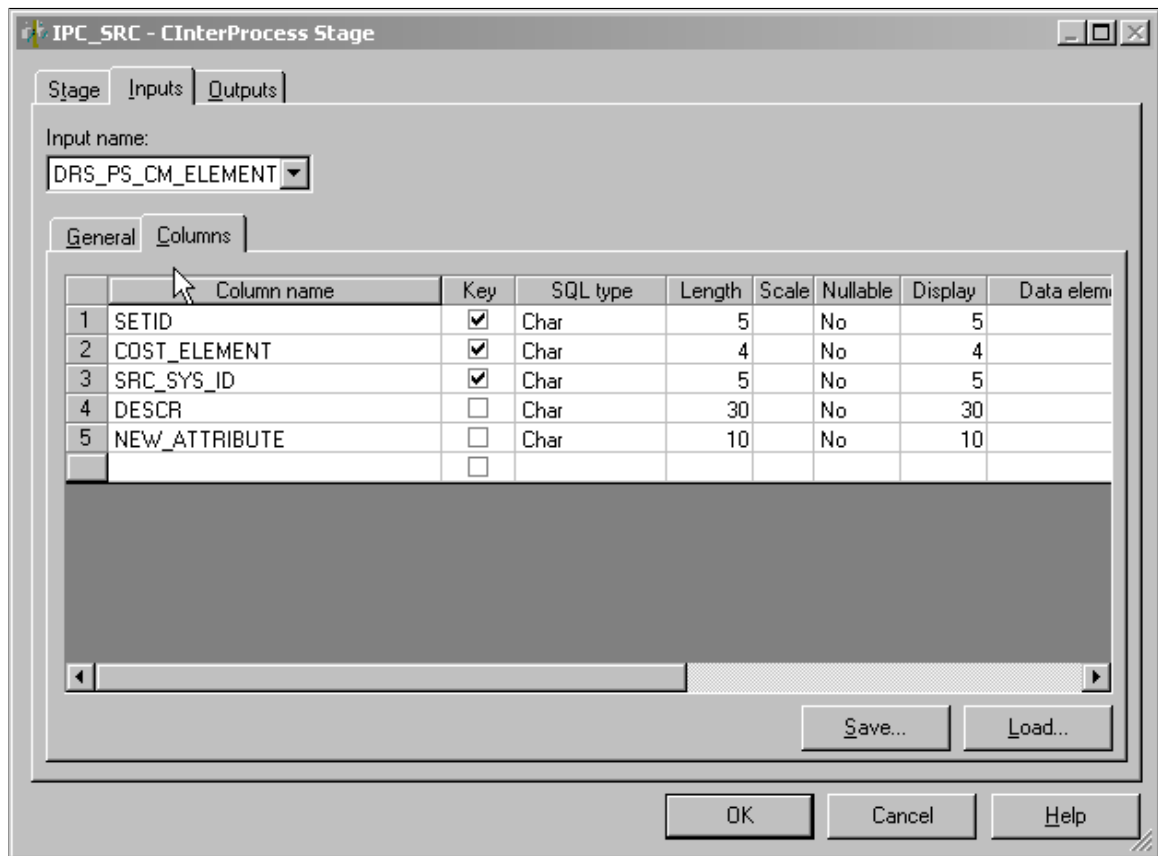 IPC_SRC - CInterProcess Stage
Stage Inputs Outputs
Input name:
DRS_PS_CM_ELEMENT
General Columns
Column name Key SQL type Length Scale Nullable Display Data elem
1 SETID Char 5 No 5
2 COST_ELEMENT Char 4 No 4
3 SRC_SYS_ID Char 5 No 5
4 DESCR Char 30 No 30
5 NEW_ATTRIBUTE Char 10 No 10
Save... Load...
OK Cancel Help